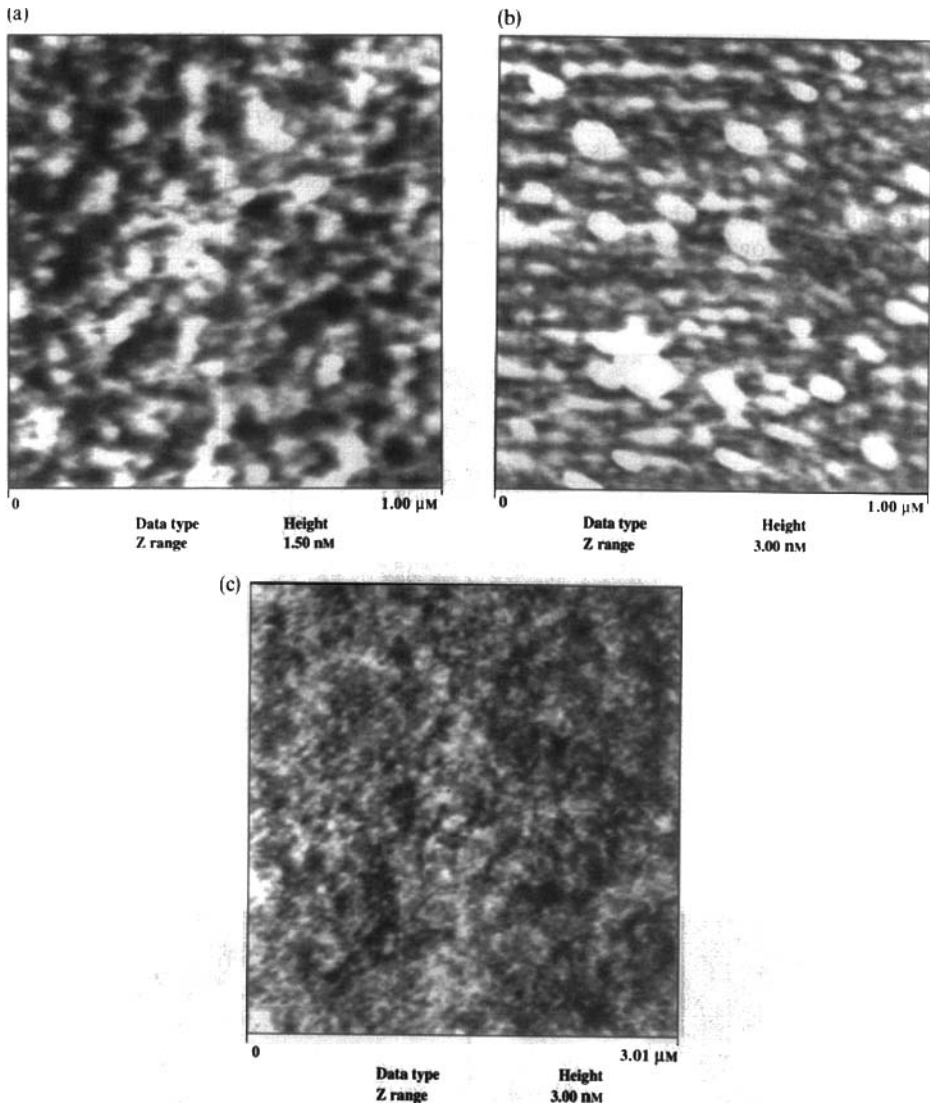 (a)
(b)
0 1.00 µM
Data type Height
Z range 1.50 nM
0 1.00 µM
Data type Height
Z range 3.00 nM
(c)
0 3.01 µM
Data type Height
Z range 3.00 nM